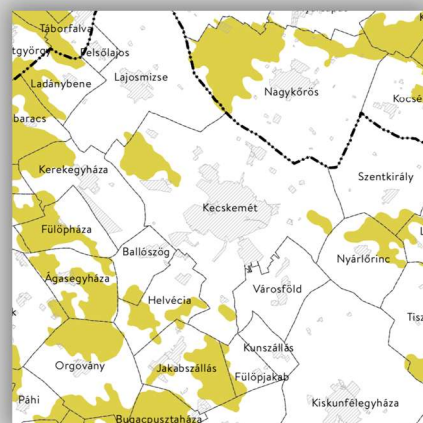 Táborfalva
Felsőlajos
Ladánybene
Lajosmizse
Nagykőrös
baracs
Kerekegyháza
Szentkirály
Kecskemét
Fülöpháza
Ballószög
Nyárlőrinc
Ágasegyháza
Városföld
Helvécia
Kunszállás
Orgovány
Jakabszállás
Fülöpjakab
Páhi
Kiskunfélegyháza
Bugacpusztaháza